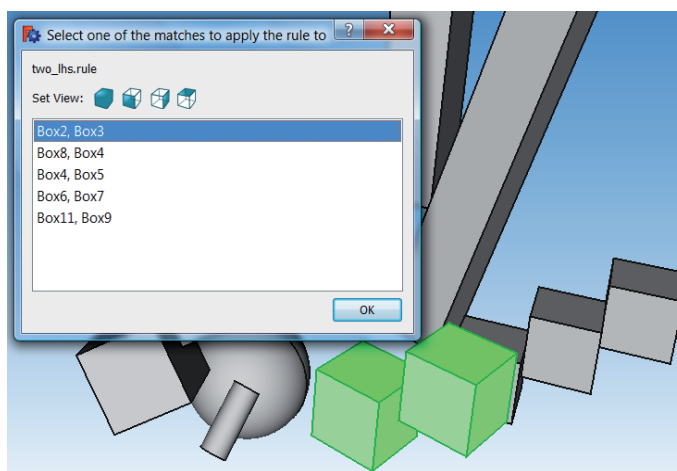 Select one of the matches to apply the rule to
two_lhs.rule
Set View:
Box2, Box3
Box8, Box4
Box4, Box5
Box6, Box7
Box11, Box9
OK